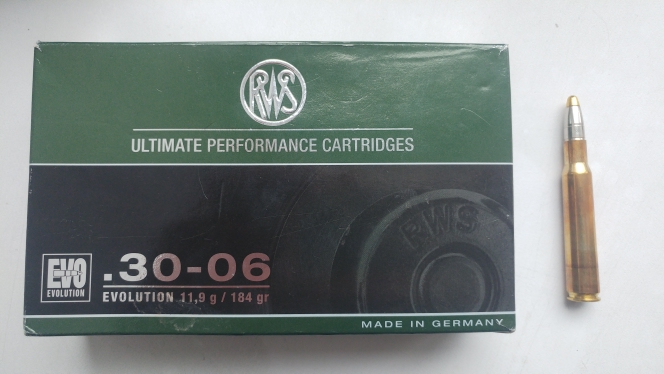 RWS
ULTIMATE PERFORMANCE CARTRIDGES
RWS
EVO
EVOLUTION
.30-06
EVOLUTION 11,9 g / 184 gr
MADE IN GERMANY